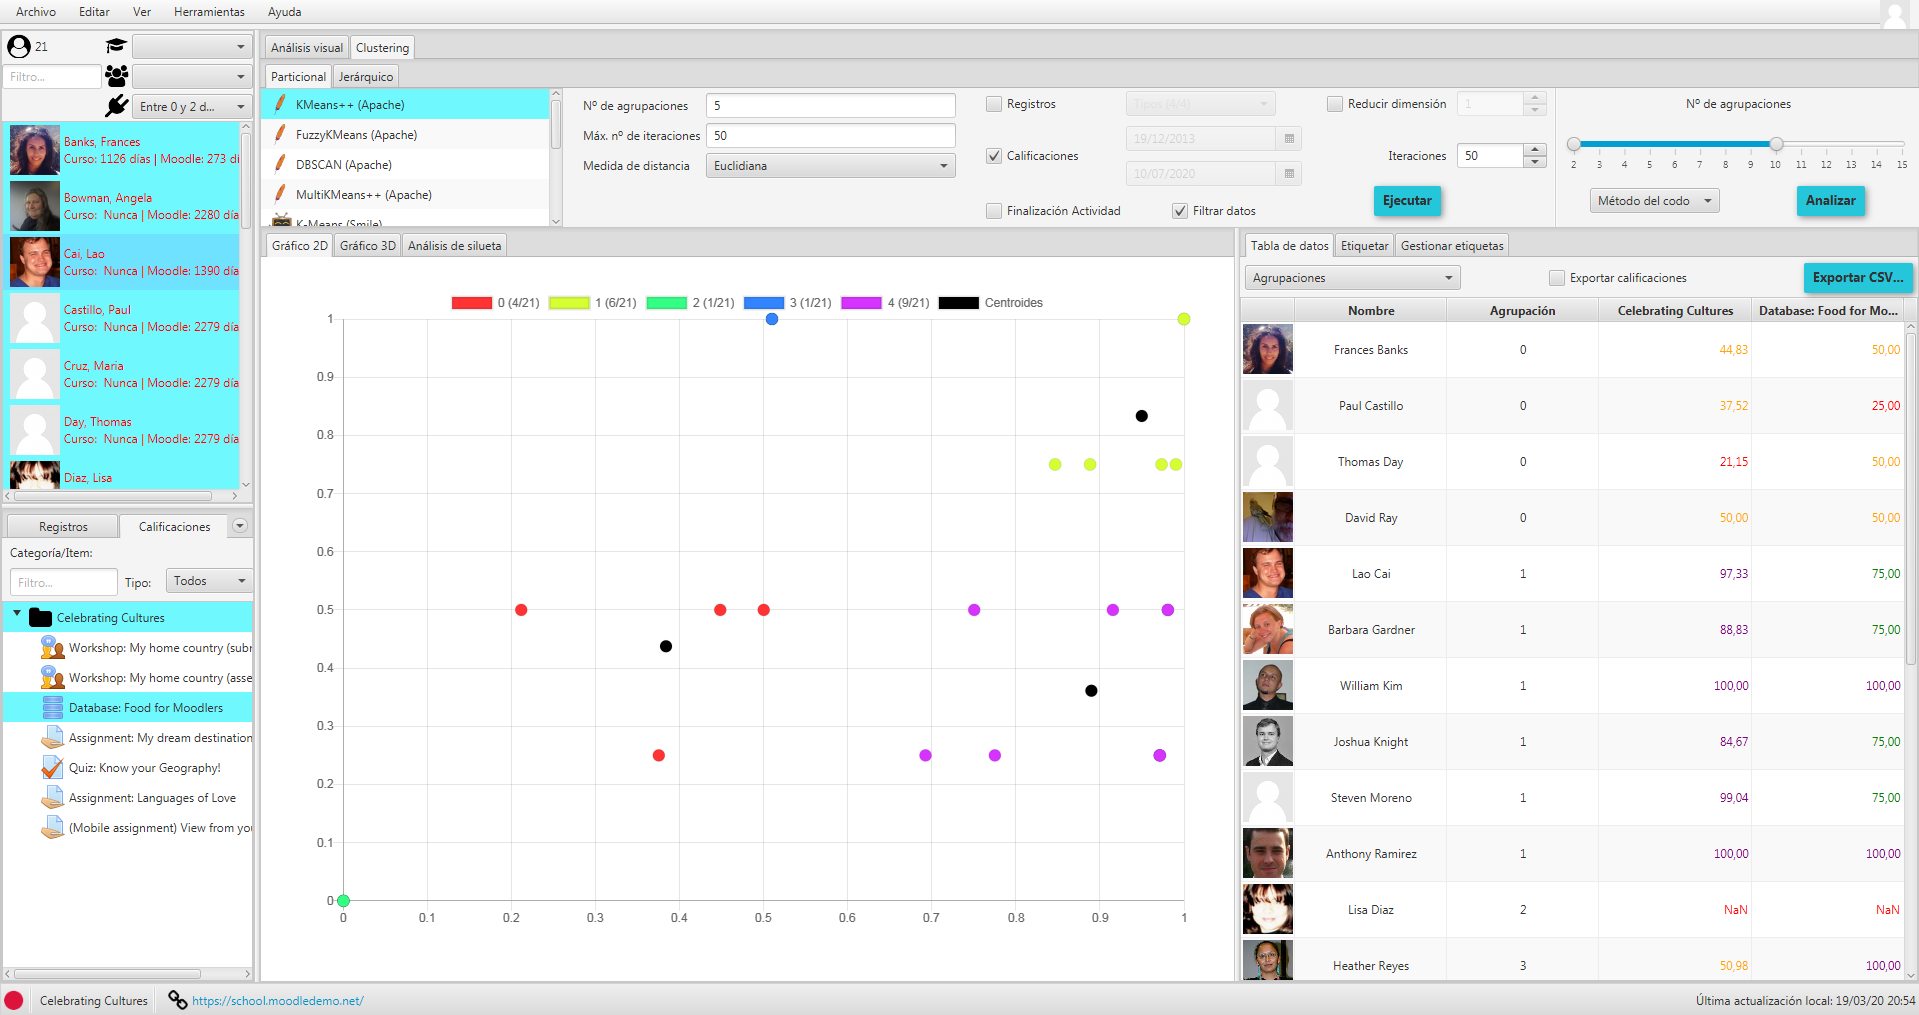 Archivo Editar Ver Herramientas Ayuda
21
Filtro...
Entre 0 y 2 d...
Banks, Frances
Curso: 1126 días | Moodle: 273 dí
Bowman, Angela
Curso: Nunca | Moodle: 2280 día
Cai, Lao
Curso: Nunca | Moodle: 1390 día
Castillo, Paul
Curso: Nunca | Moodle: 2279 día
Cruz, Maria
Curso: Nunca | Moodle: 2279 día
Day, Thomas
Curso: Nunca | Moodle: 2279 día
Diaz, Lisa
Registros Calificaciones
Categoría/Item:
Filtro... Tipo: Todos
Celebrating Cultures
Workshop: My home country (subr
Workshop: My home country (asse
Database: Food for Moodlers
Assignment: My dream destination
Quiz: Know your Geography!
Assignment: Languages of Love
(Mobile assignment) View from you
Análisis visual Clustering
Particional Jerárquico
KMeans++ (Apache)
FuzzyKMeans (Apache)
DBSCAN (Apache)
MultiKMeans++ (Apache)
K-Means (Smile)
Nº de agrupaciones 5
Máx. nº de iteraciones 50
Medida de distancia Euclidiana
Registros Tipos (4/4)
19/12/2013
Calificaciones
10/07/2020
Finalización Actividad Filtrar datos
Reducir dimensión 1
Iteraciones 50
Ejecutar
Nº de agrupaciones
2 3 4 5 6 7 8 9 10 11 12 13 14 15
Método del codo Analizar
Gráfico 2D Gráfico 3D Análisis de silueta
0 (4/21) 1 (6/21) 2 (1/21) 3 (1/21) 4 (9/21) Centroides
1
0.9
0.8
0.7
0.6
0.5
0.4
0.3
0.2
0.1
0
0 0.1 0.2 0.3 0.4 0.5 0.6 0.7 0.8 0.9 1
Tabla de datos Etiquetar Gestionar etiquetas
Agrupaciones Exportar calificaciones Exportar CSV...
Nombre Agrupación Celebrating Cultures Database: Food for Mo...
Frances Banks 0 44,83 50,00
Paul Castillo 0 37,52 25,00
Thomas Day 0 21,15 50,00
David Ray 0 50,00 50,00
Lao Cai 1 97,33 75,00
Barbara Gardner 1 88,83 75,00
William Kim 1 100,00 100,00
Joshua Knight 1 84,67 75,00
Steven Moreno 1 99,04 75,00
Anthony Ramirez 1 100,00 100,00
Lisa Diaz 2 NaN NaN
Heather Reyes 3 50,98 100,00
Celebrating Cultures https://school.moodledemo.net/ Última actualización local: 19/03/20 20:54